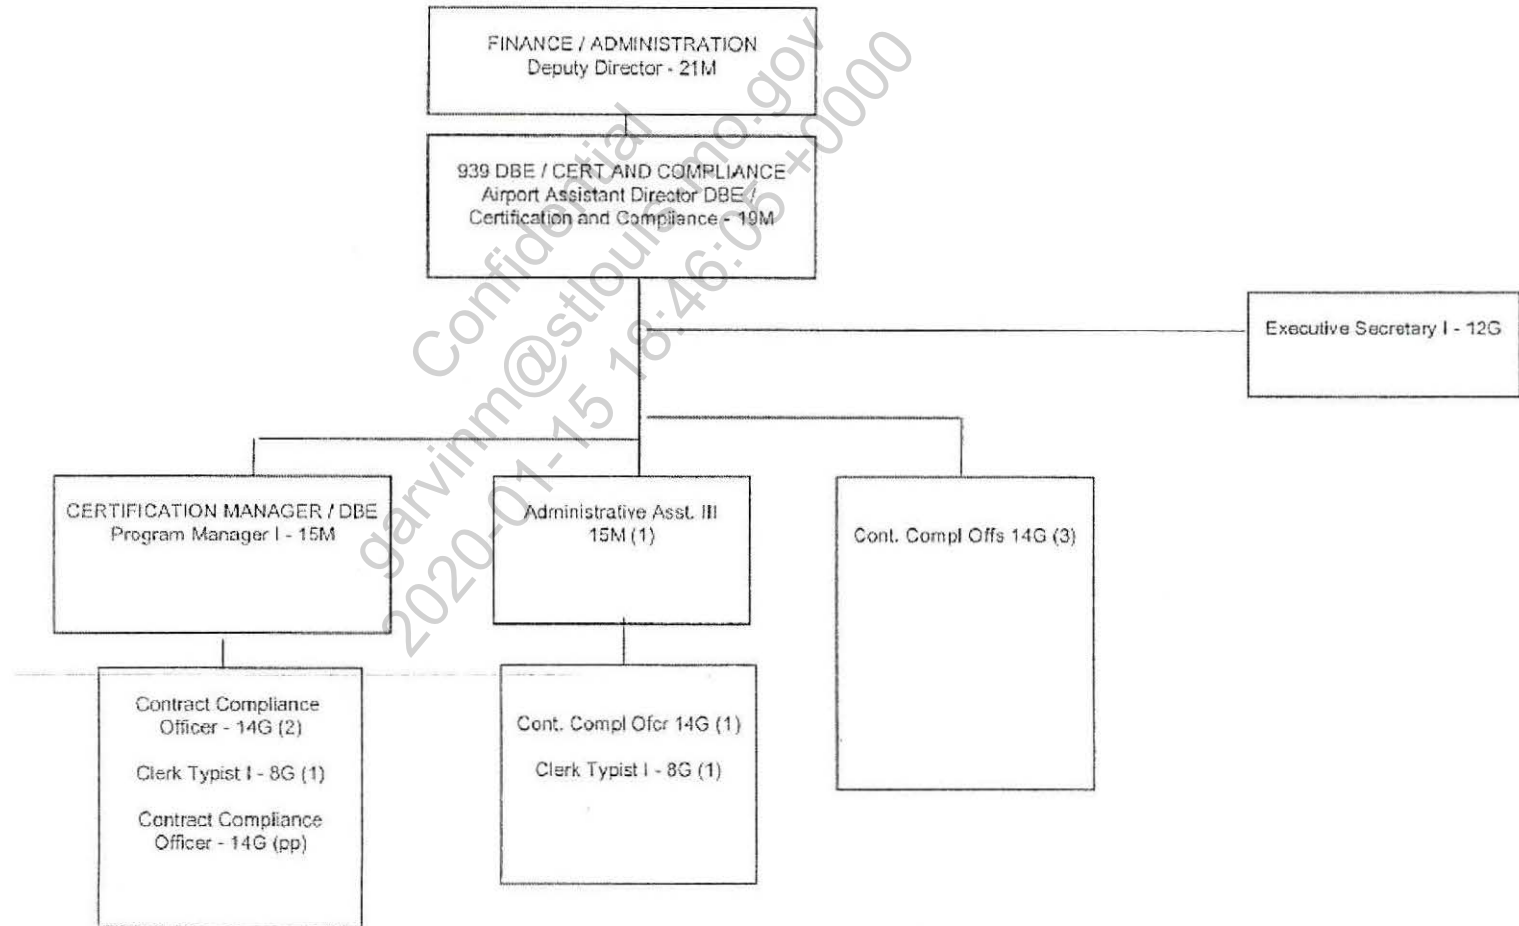 FINANCE / ADMINISTRATION
Deputy Director - 21M
939 DBE / CERT AND COMPLIANCE
Airport Assistant Director DBE /
Certification and Compliance - 19M
Executive Secretary I - 12G
CERTIFICATION MANAGER / DBE
Program Manager I - 15M
Administrative Asst. III
15M (1)
Cont. Compl Offs 14G (3)
Contract Compliance
Officer - 14G (2)
Clerk Typist I - 8G (1)
Contract Compliance
Officer - 14G (pp)
Cont. Compl Ofcr 14G (1)
Clerk Typist I - 8G (1)
Confidential
garvinm@stlouis-mo.gov
2020-01-15 18:46:05 +0000